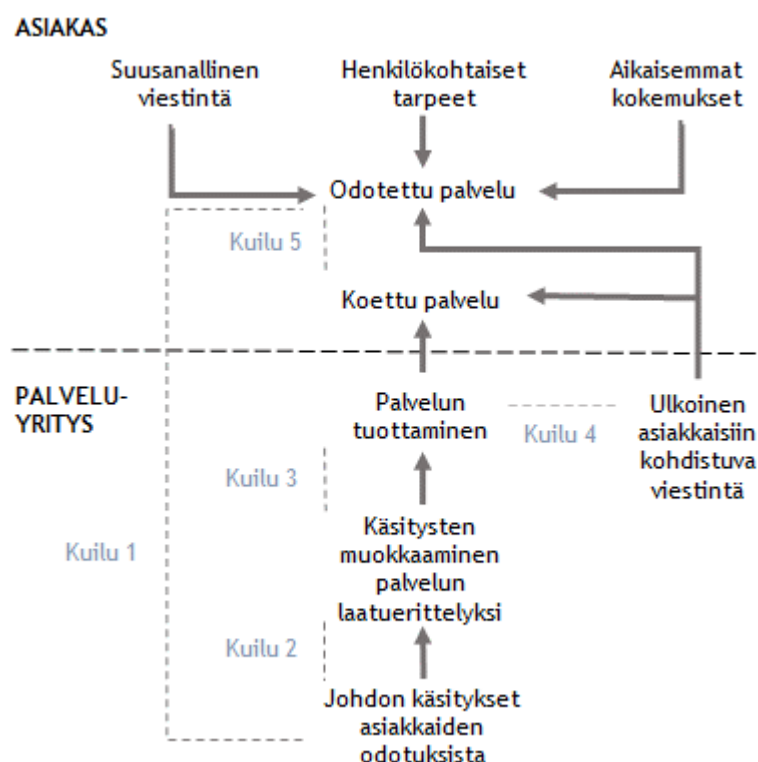 ASIAKAS
Suusanallinen
viestintä
Henkilökohtaiset
tarpeet
Aikaisemmat
kokemukset
Odotettu palvelu
Kuilu 5
Koettu palvelu
PALVELU-
YRITYS
Palvelun
tuottaminen
Kuilu 4
Ulkoinen
asiakkaisiin
kohdistuva
viestintä
Kuilu 3
Kuilu 1
Käsitysten
muokkaaminen
palvelun
laatuerittelyksi
Kuilu 2
Johdon käsitykset
asiakkaiden
odotuksista